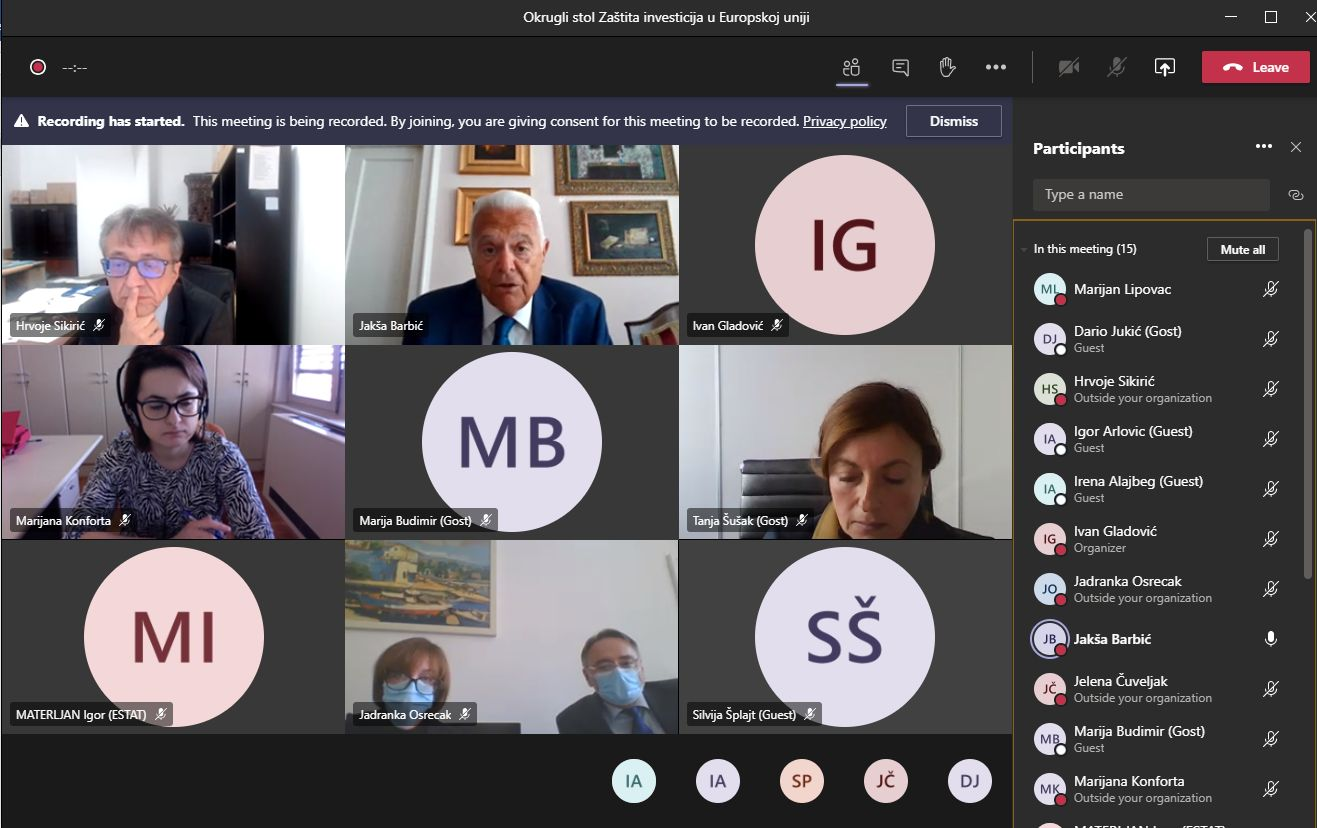 Okrugli stol Zaštita investicija u Europskoj uniji
--:--
Leave
Recording has started. This meeting is being recorded. By joining, you are giving consent for this meeting to be recorded. Privacy policy
Dismiss
Hrvoje Sikirić
Jakša Barbić
IG
Ivan Gladović
Marijana Konforta
MB
Marija Budimir (Gost)
Tanja Šušak (Gost)
MI
MATERLJAN Igor (ESTAT)
Jadranka Osrecak
SŠ
Silvija Šplajt (Guest)
IA
IA
SP
JČ
DJ
Participants
Type a name
In this meeting (15)
Mute all
ML
Marijan Lipovac
DJ
Dario Jukić (Gost)
Guest
HS
Hrvoje Sikirić
Outside your organization
IA
Igor Arlovic (Guest)
Guest
IA
Irena Alajbeg (Guest)
Guest
IG
Ivan Gladović
Organizer
JO
Jadranka Osrecak
Outside your organization
JB
Jakša Barbić
JČ
Jelena Čuveljak
Outside your organization
MB
Marija Budimir (Gost)
Guest
MK
Marijana Konforta
Outside your organization